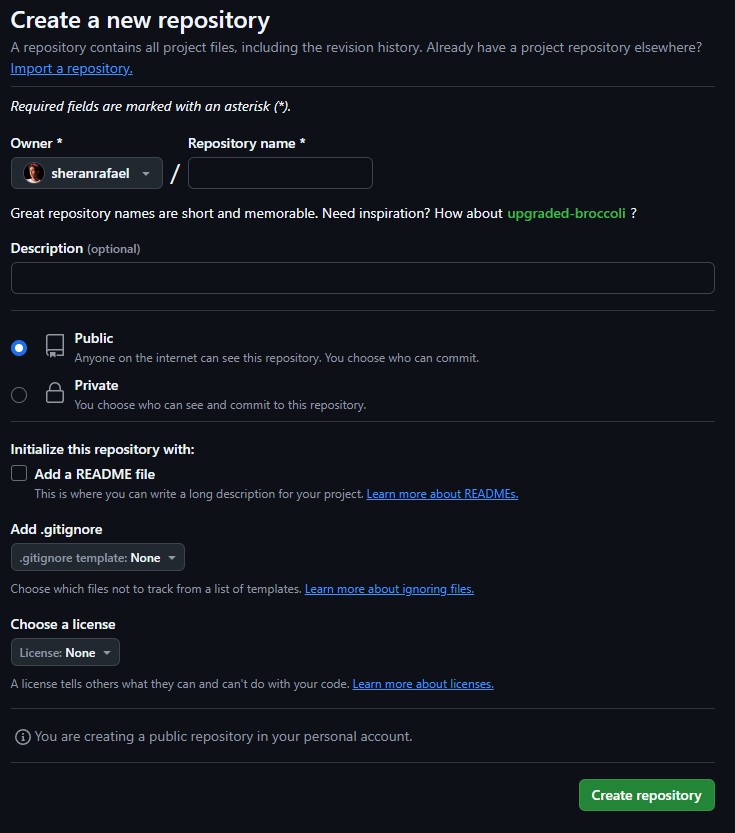 Create a new repository
A repository contains all project files, including the revision history. Already have a project repository elsewhere?
Import a repository.
Required fields are marked with an asterisk (*).
Owner * Repository name *
sheranrafael /
Great repository names are short and memorable. Need inspiration? How about upgraded-broccoli ?
Description (optional)
Public
Anyone on the internet can see this repository. You choose who can commit.
Private
You choose who can see and commit to this repository.
Initialize this repository with:
Add a README file
This is where you can write a long description for your project. Learn more about READMEs.
Add .gitignore
.gitignore template: None
Choose which files not to track from a list of templates. Learn more about ignoring files.
Choose a license
License: None
A license tells others what they can and can't do with your code. Learn more about licenses.
You are creating a public repository in your personal account.
Create repository